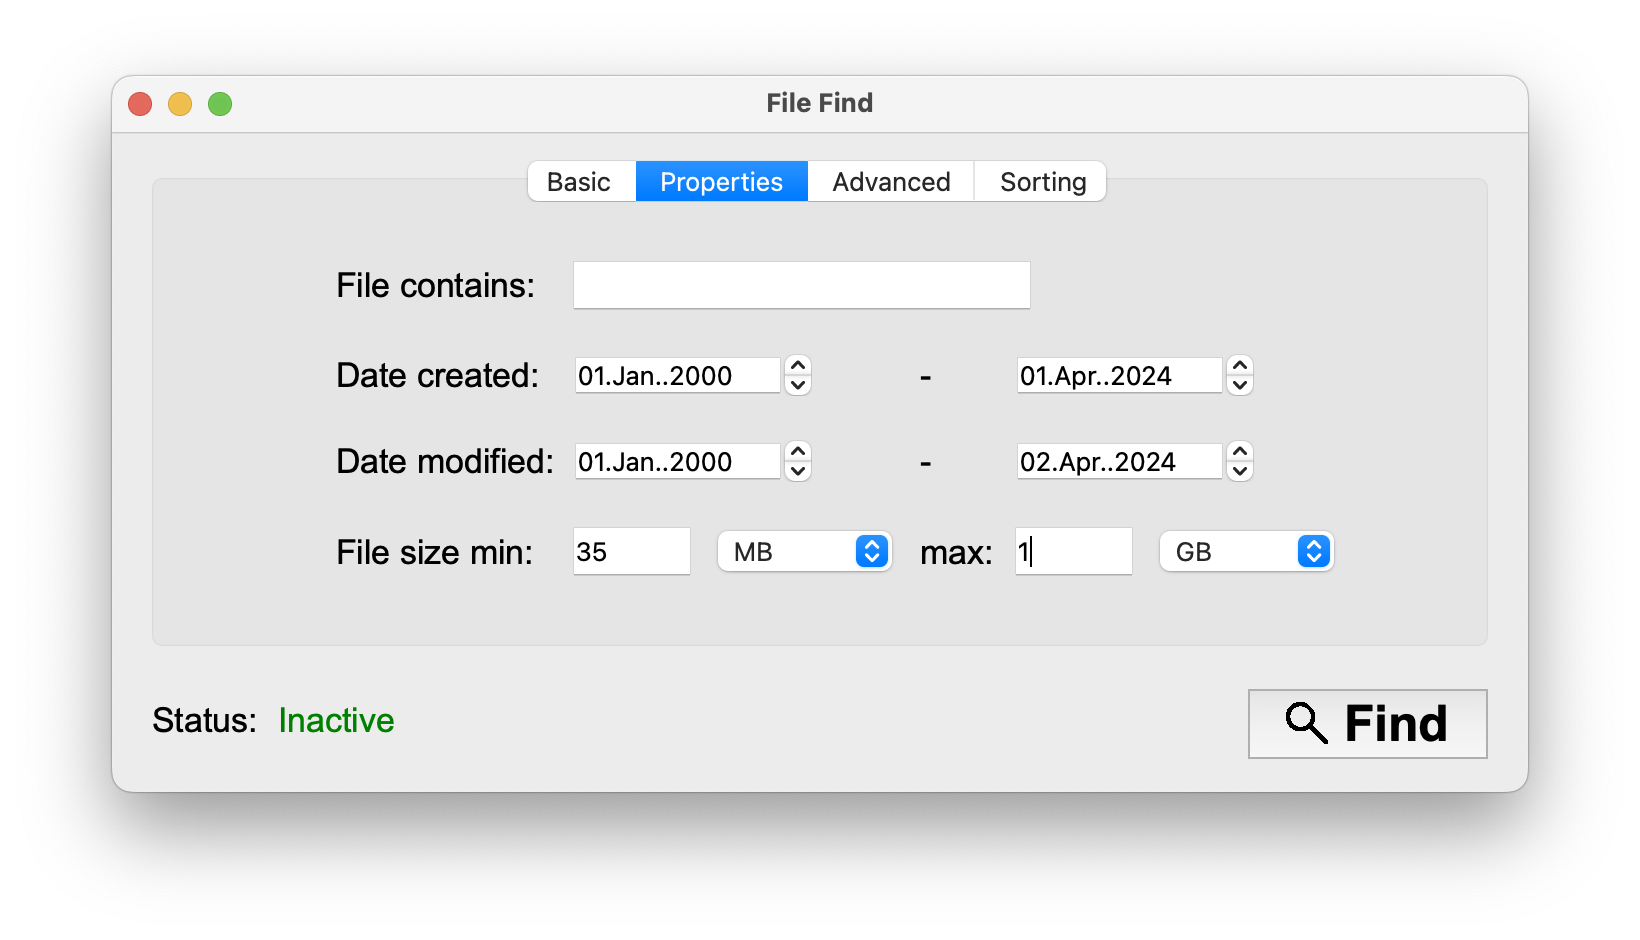 File Find
Basic Properties Advanced Sorting
File contains:
Date created: 01.Jan..2000 - 01.Apr..2024
Date modified: 01.Jan..2000 - 02.Apr..2024
File size min: 35 MB max: 1 GB
Status: Inactive
Find